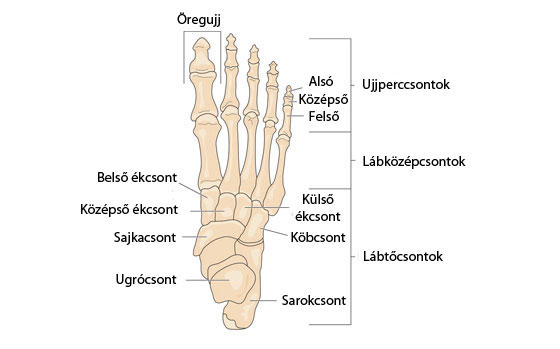 Öregujj
Alsó
Középső
Felső
Ujjperccsontok
Lábközépcsontok
Belső ékcsont
Középső ékcsont
Külső
ékcsont
Sajkacsont
Köbcsont
Lábtőcsontok
Ugrócsont
Sarokcsont